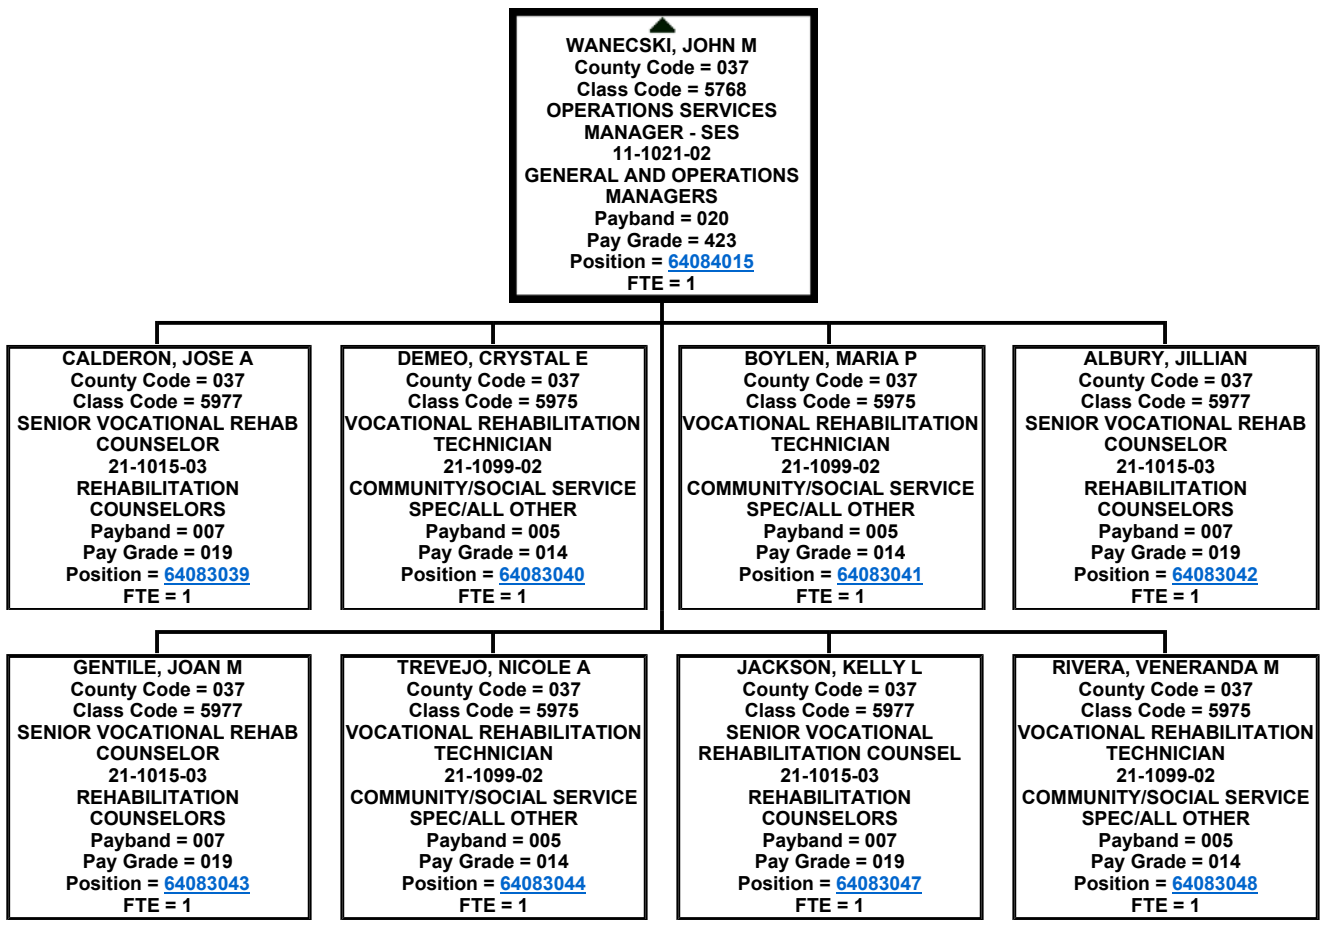 WANECSKI, JOHN M
County Code = 037
Class Code = 5768
OPERATIONS SERVICES
MANAGER - SES
11-1021-02
GENERAL AND OPERATIONS
MANAGERS
Payband = 020
Pay Grade = 423
Position = 64084015
FTE = 1
CALDERON, JOSE A
County Code = 037
Class Code = 5977
SENIOR VOCATIONAL REHAB
COUNSELOR
21-1015-03
REHABILITATION
COUNSELORS
Payband = 007
Pay Grade = 019
Position = 64083039
FTE = 1
DEMEO, CRYSTAL E
County Code = 037
Class Code = 5975
VOCATIONAL REHABILITATION
TECHNICIAN
21-1099-02
COMMUNITY/SOCIAL SERVICE
SPEC/ALL OTHER
Payband = 005
Pay Grade = 014
Position = 64083040
FTE = 1
BOYLEN, MARIA P
County Code = 037
Class Code = 5975
VOCATIONAL REHABILITATION
TECHNICIAN
21-1099-02
COMMUNITY/SOCIAL SERVICE
SPEC/ALL OTHER
Payband = 005
Pay Grade = 014
Position = 64083041
FTE = 1
ALBURY, JILLIAN
County Code = 037
Class Code = 5977
SENIOR VOCATIONAL REHAB
COUNSELOR
21-1015-03
REHABILITATION
COUNSELORS
Payband = 007
Pay Grade = 019
Position = 64083042
FTE = 1
GENTILE, JOAN M
County Code = 037
Class Code = 5977
SENIOR VOCATIONAL REHAB
COUNSELOR
21-1015-03
REHABILITATION
COUNSELORS
Payband = 007
Pay Grade = 019
Position = 64083043
FTE = 1
TREVEJO, NICOLE A
County Code = 037
Class Code = 5975
VOCATIONAL REHABILITATION
TECHNICIAN
21-1099-02
COMMUNITY/SOCIAL SERVICE
SPEC/ALL OTHER
Payband = 005
Pay Grade = 014
Position = 64083044
FTE = 1
JACKSON, KELLY L
County Code = 037
Class Code = 5977
SENIOR VOCATIONAL
REHABILITATION COUNSEL
21-1015-03
REHABILITATION
COUNSELORS
Payband = 007
Pay Grade = 019
Position = 64083047
FTE = 1
RIVERA, VENERANDA M
County Code = 037
Class Code = 5975
VOCATIONAL REHABILITATION
TECHNICIAN
21-1099-02
COMMUNITY/SOCIAL SERVICE
SPEC/ALL OTHER
Payband = 005
Pay Grade = 014
Position = 64083048
FTE = 1